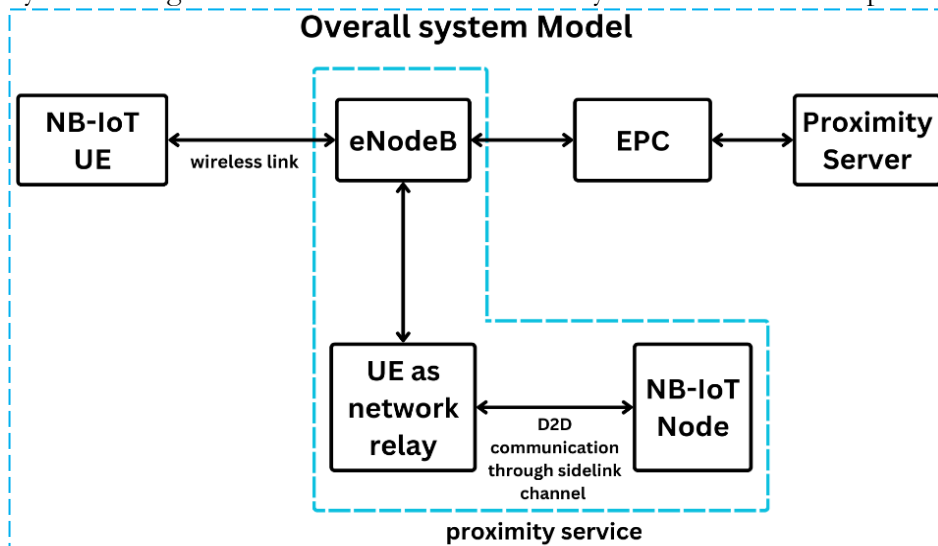 Overall system Model
NB-IoT
UE
wireless link
eNodeB
EPC
Proximity
Server
UE as
network
relay
D2D
communication
through sidelink
channel
NB-IoT
Node
proximity service